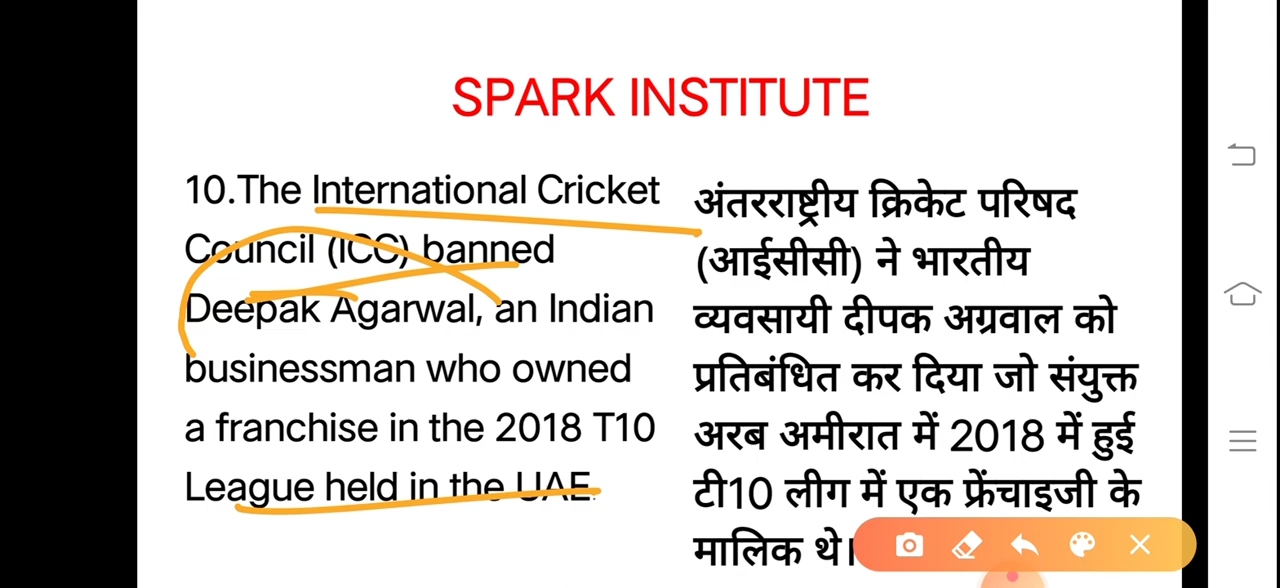 SPARK INSTITUTE
10.The International Cricket
Council (ICC) banned
Deepak Agarwal, an Indian
businessman who owned
a franchise in the 2018 T10
League held in the UAE.
अंतरराष्ट्रीय क्रिकेट परिषद
(आईसीसी) ने भारतीय
व्यवसायी दीपक अग्रवाल को
प्रतिबंधित कर दिया जो संयुक्त
अरब अमीरात में 2018 में हुई
टी10 लीग में एक फ्रेंचाइजी के
मालिक थे।